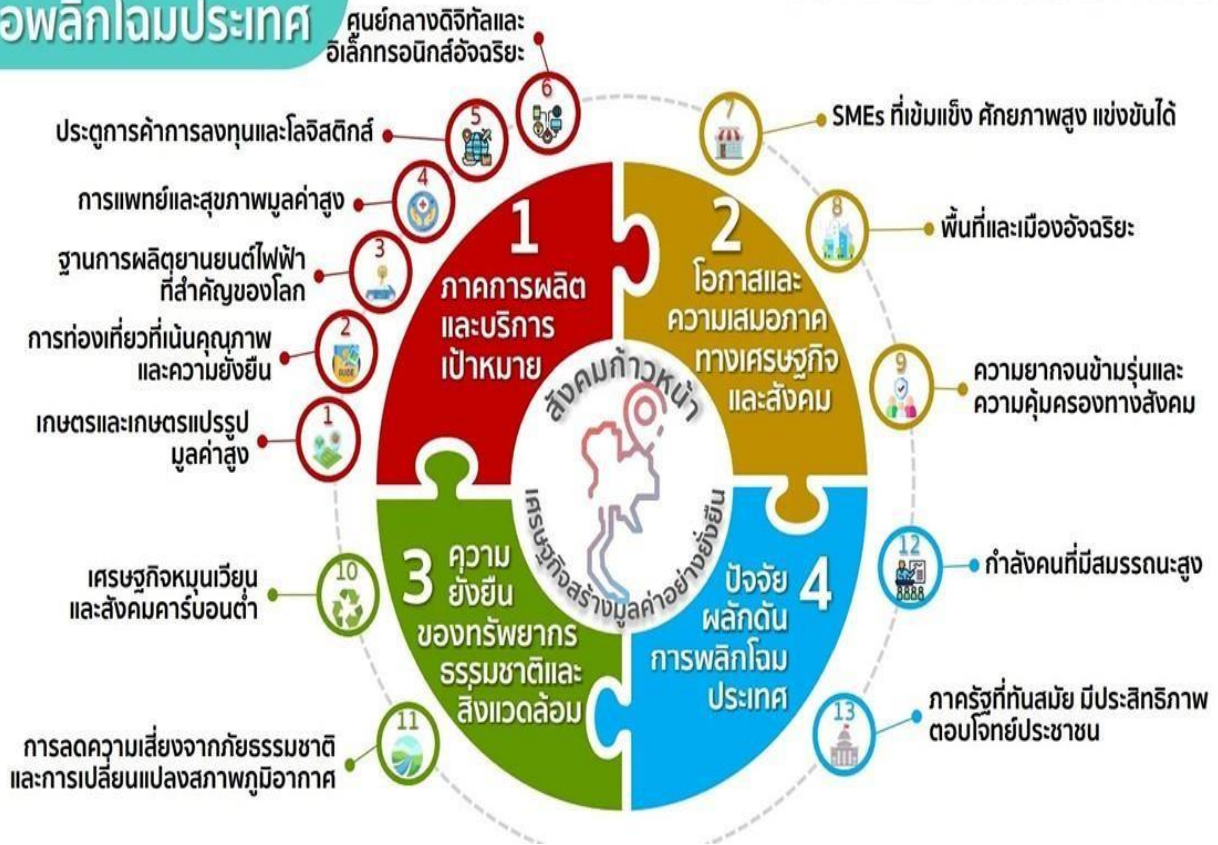 อพลิกโฉมประเทศ
ศูนย์กลางดิจิทัลและ
อิเล็กทรอนิกส์อัจฉริยะ
6
5
ประตูการค้าการลงทุนและโลจิสติกส์
4
การแพทย์และสุขภาพมูลค่าสูง
3
ฐานการผลิตยานยนต์ไฟฟ้า
ที่สำคัญของโลก
2
การท่องเที่ยวที่เน้นคุณภาพ
และความยั่งยืน
GUIDE
1
เกษตรและเกษตรแปรรูป
มูลค่าสูง
7
SMEs ที่เข้มแข็ง ศักยภาพสูง แข่งขันได้
8
พื้นที่และเมืองอัจฉริยะ
9
ความยากจนข้ามรุ่นและ
ความคุ้มครองทางสังคม
1
ภาคการผลิต
และบริการ
เป้าหมาย
2
โอกาสและ
ความเสมอภาค
ทางเศรษฐกิจ
และสังคม
สังคมก้าวหน้า
เศรษฐกิจสร้างมูลค่าอย่างยั่งยืน
3
ความ
ยั่งยืน
ของทรัพยากร
ธรรมชาติและ
สิ่งแวดล้อม
4
ปัจจัย
ผลักดัน
การพลิกโฉม
ประเทศ
10
เศรษฐกิจหมุนเวียน
และสังคมคาร์บอนต่ำ
11
การลดความเสี่ยงจากภัยธรรมชาติ
และการเปลี่ยนแปลงสภาพภูมิอากาศ
12
กำลังคนที่มีสมรรถนะสูง
13
ภาครัฐที่ทันสมัย มีประสิทธิภาพ
ตอบโจทย์ประชาชน